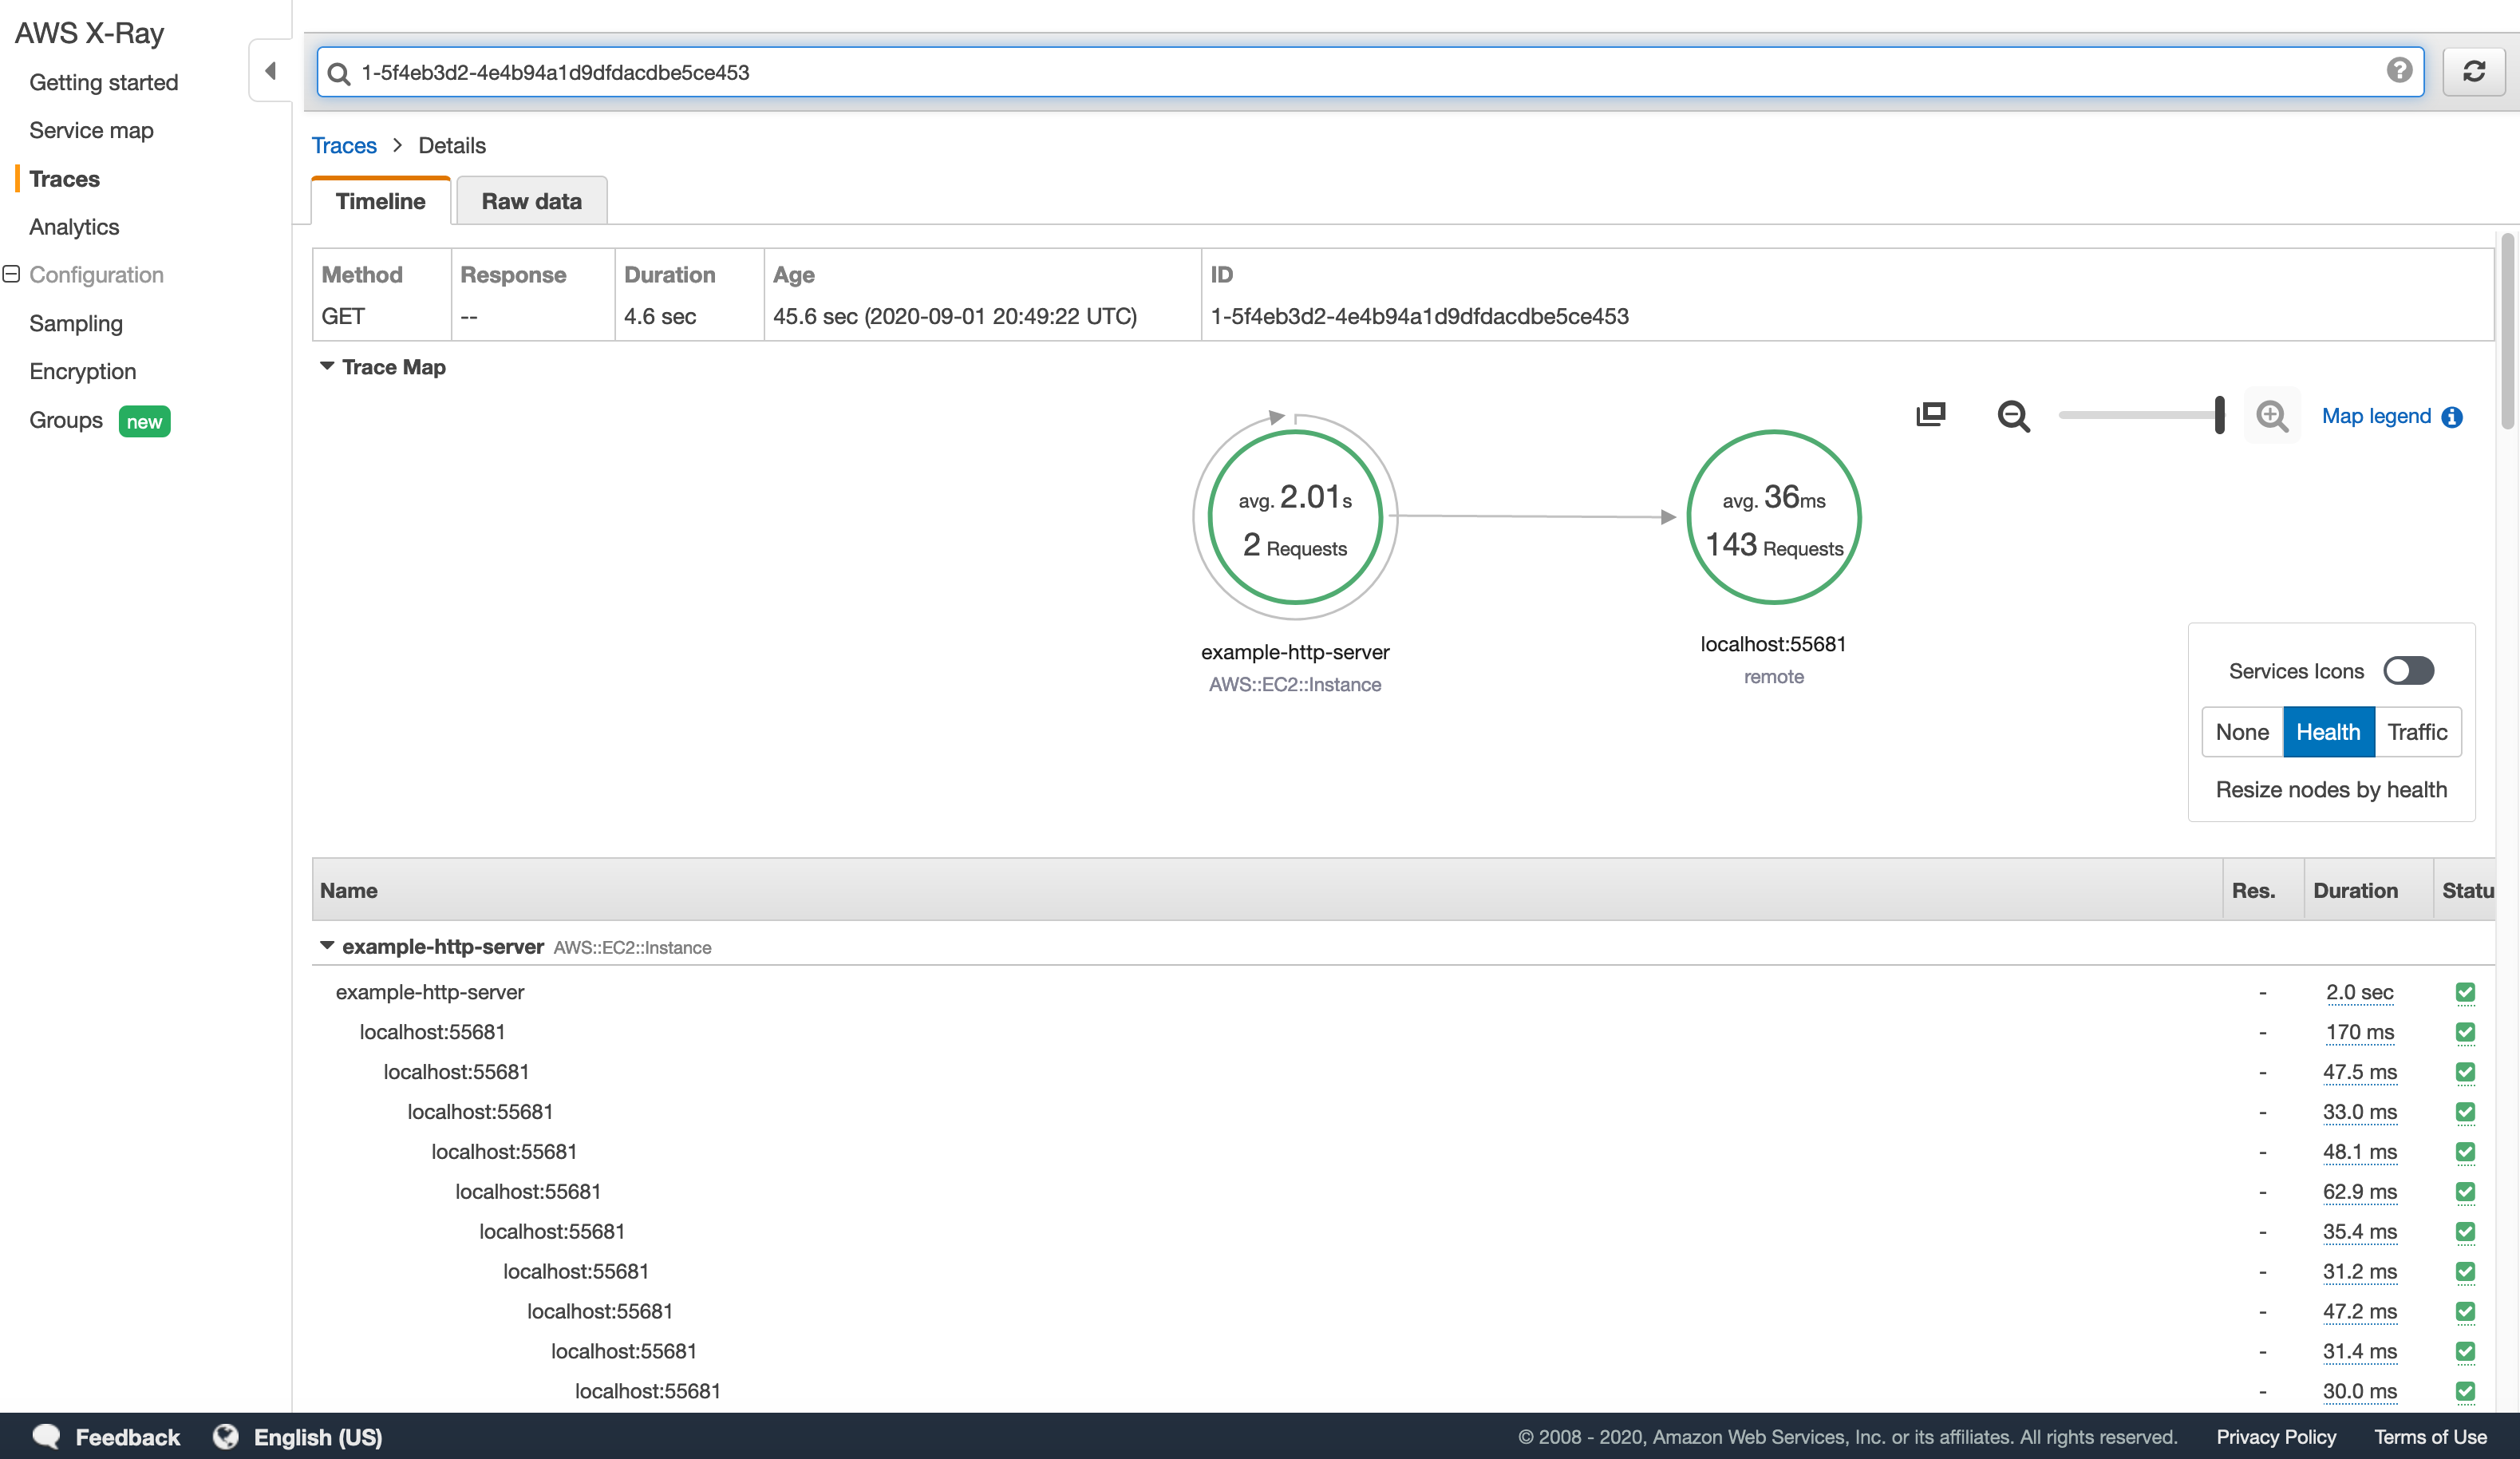 AWS X-Ray
Getting started
Service map
Traces
Analytics
Configuration
Sampling
Encryption
Groups new
1-5f4eb3d2-4e4b94a1d9dfdacdbe5ce453
Traces > Details
Timeline Raw data
Method Response Duration Age ID
GET -- 4.6 sec 45.6 sec (2020-09-01 20:49:22 UTC) 1-5f4eb3d2-4e4b94a1d9dfdacdbe5ce453
Trace Map
Map legend
avg. 2.01s
2 Requests
example-http-server
AWS::EC2::Instance
avg. 36ms
143 Requests
localhost:55681
remote
Services Icons
None Health Traffic
Resize nodes by health
Name Res. Duration Statu
example-http-server AWS::EC2::Instance
example-http-server - 2.0 sec
localhost:55681 - 170 ms
localhost:55681 - 47.5 ms
localhost:55681 - 33.0 ms
localhost:55681 - 48.1 ms
localhost:55681 - 62.9 ms
localhost:55681 - 35.4 ms
localhost:55681 - 31.2 ms
localhost:55681 - 47.2 ms
localhost:55681 - 31.4 ms
localhost:55681 - 30.0 ms
Feedback English (US) © 2008 - 2020, Amazon Web Services, Inc. or its affiliates. All rights reserved. Privacy Policy Terms of Use